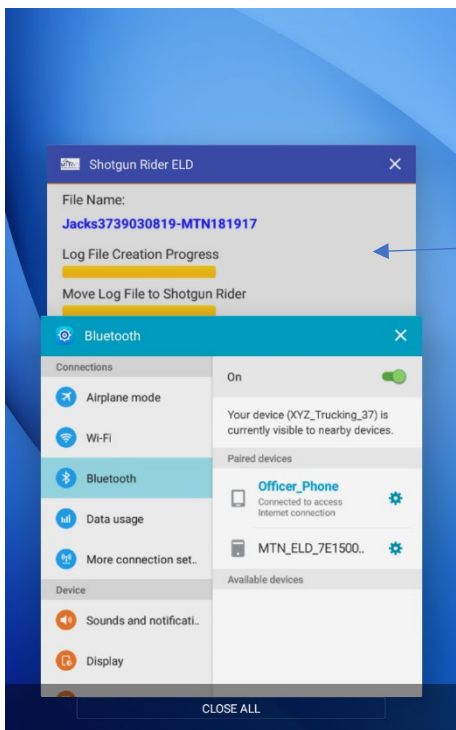 Shotgun Rider ELD
File Name:
Jacks3739030819-MTN181917
Log File Creation Progress
Move Log File to Shotgun Rider
Bluetooth
Connections
Airplane mode
Wi-Fi
Bluetooth
Data usage
More connection set..
Device
Sounds and notificati..
Display
On
Your device (XYZ_Trucking_37) is
currently visible to nearby devices.
Paired devices
Officer_Phone
Connected to access
Internet connection
MTN_ELD_7E1500..
Available devices
CLOSE ALL